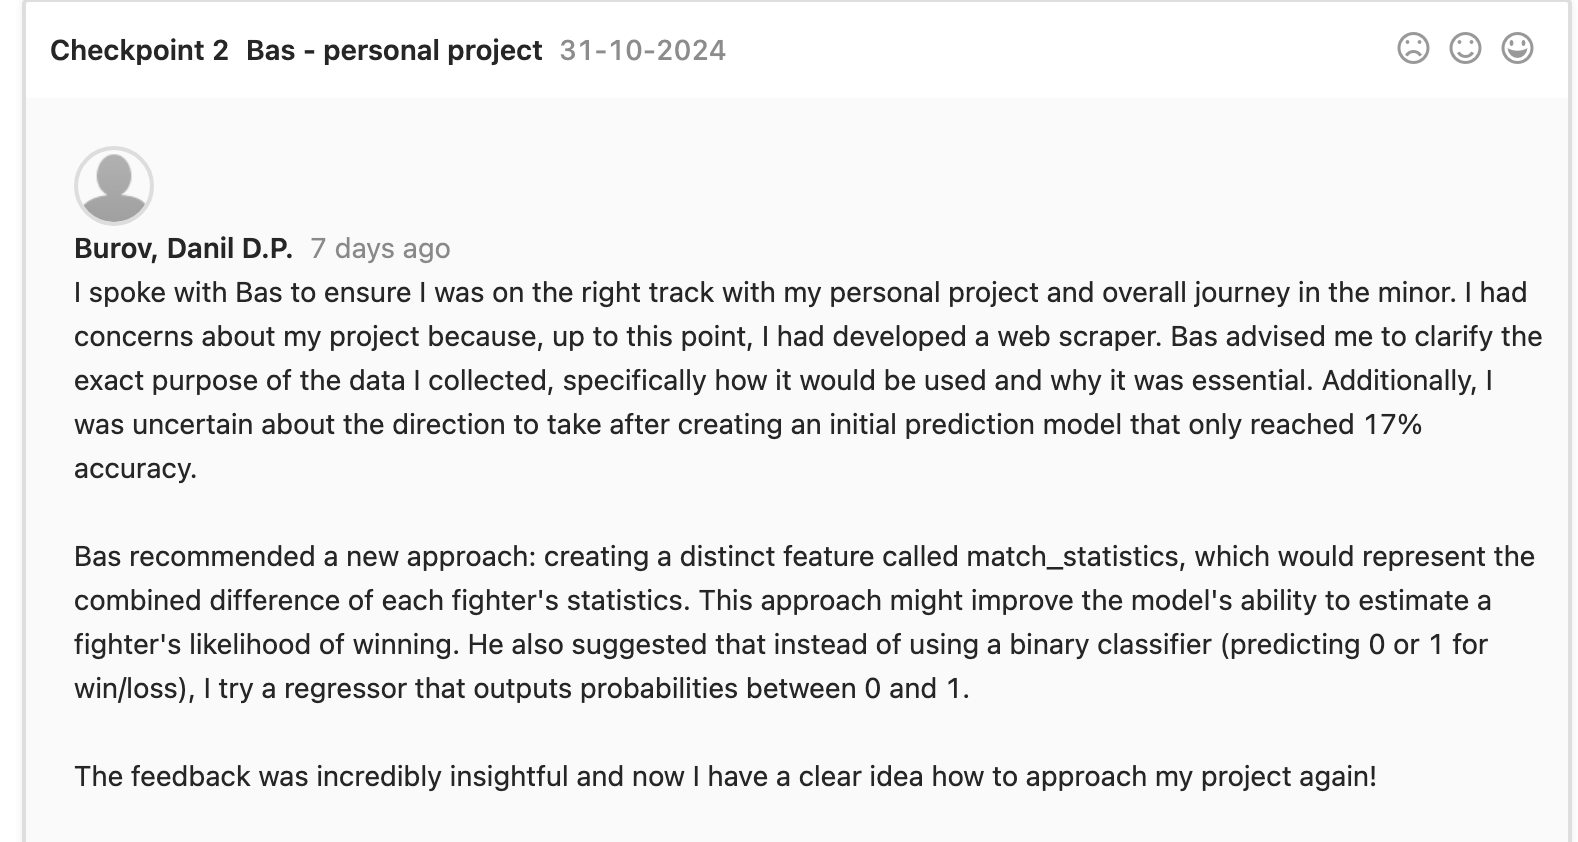 Checkpoint 2 Bas - personal project 31-10-2024
Burov, Danil D.P. 7 days ago
I spoke with Bas to ensure I was on the right track with my personal project and overall journey in the minor. I had
concerns about my project because, up to this point, I had developed a web scraper. Bas advised me to clarify the
exact purpose of the data I collected, specifically how it would be used and why it was essential. Additionally, I
was uncertain about the direction to take after creating an initial prediction model that only reached 17%
accuracy.
Bas recommended a new approach: creating a distinct feature called match_statistics, which would represent the
combined difference of each fighter's statistics. This approach might improve the model's ability to estimate a
fighter's likelihood of winning. He also suggested that instead of using a binary classifier (predicting 0 or 1 for
win/loss), I try a regressor that outputs probabilities between 0 and 1.
The feedback was incredibly insightful and now I have a clear idea how to approach my project again!